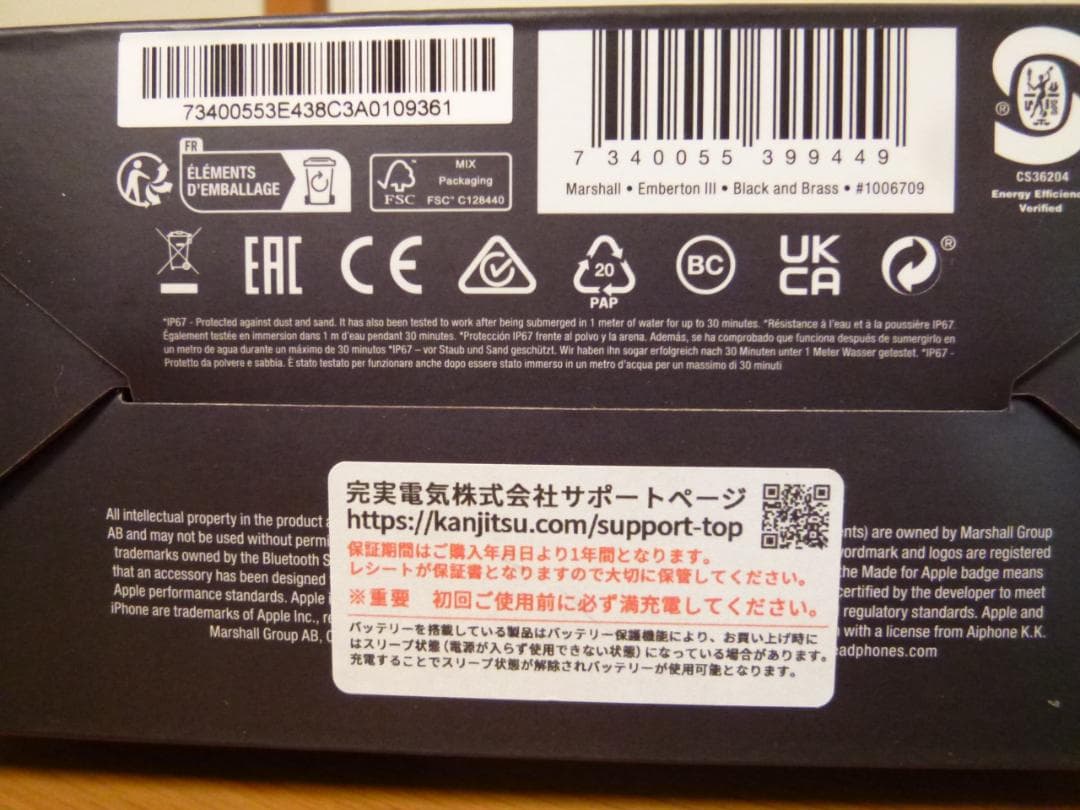 73400553E438C3A0109361
7 340055 399449
Marshall • Emberton III • Black and Brass • #1006709
FR
ÉLÉMENTS
D'EMBALLAGE
FSC
MIX
Packaging
FSC® C128440
®
CS36204
Energy Efficienc
Verified
EAC
CE
20
PAP
BC
UK
CA
®
*IP67 - Protected against dust and sand. It has also been tested to work after being submerged in 1 meter of water for up to 30 minutes. *Résistance à l'eau et à la poussière IP67.
Également testée en immersion dans 1 m d'eau pendant 30 minutes. *Protección IP67 frente al polvo y la arena. Además, se ha comprobado que funciona después de sumergirlo en
un metro de agua durante un máximo de 30 minutos *IP67 – vor Staub und Sand geschützt. Wir haben ihn sogar erfolgreich nach 30 Minuten unter 1 Meter Wasser getestet. *IP67 -
Protetto da polvere e sabbia. È stato testato per funzionare anche dopo essere stato immerso in un metro d'acqua per un massimo di 30 minuti
完実電気株式会社サポートページ
https://kanjitsu.com/support-top
保証期間はご購入年月日より1年間となります。
レシートが保証書となりますので大切に保管してください。
※重要 初回ご使用前に必ず満充電してください。
バッテリーを搭載している製品はバッテリー保護機能により、お買い上げ時に
はスリープ状態(電源が入らず使用できない状態)になっている場合があります。
充電することでスリープ状態が解除されバッテリーが使用可能となります。
All intellectual property in the product a
nts) are owned by Marshall Group
AB and may not be used without permi
wordmark and logos are registered
trademarks owned by the Bluetooth S
the Made for Apple badge means
that an accessory has been designed
certified by the developer to meet
Apple performance standards. Apple i
regulatory standards. Apple and
iPhone are trademarks of Apple Inc., re
with a license from Aiphone K.K.
Marshall Group AB, C
adphones.com